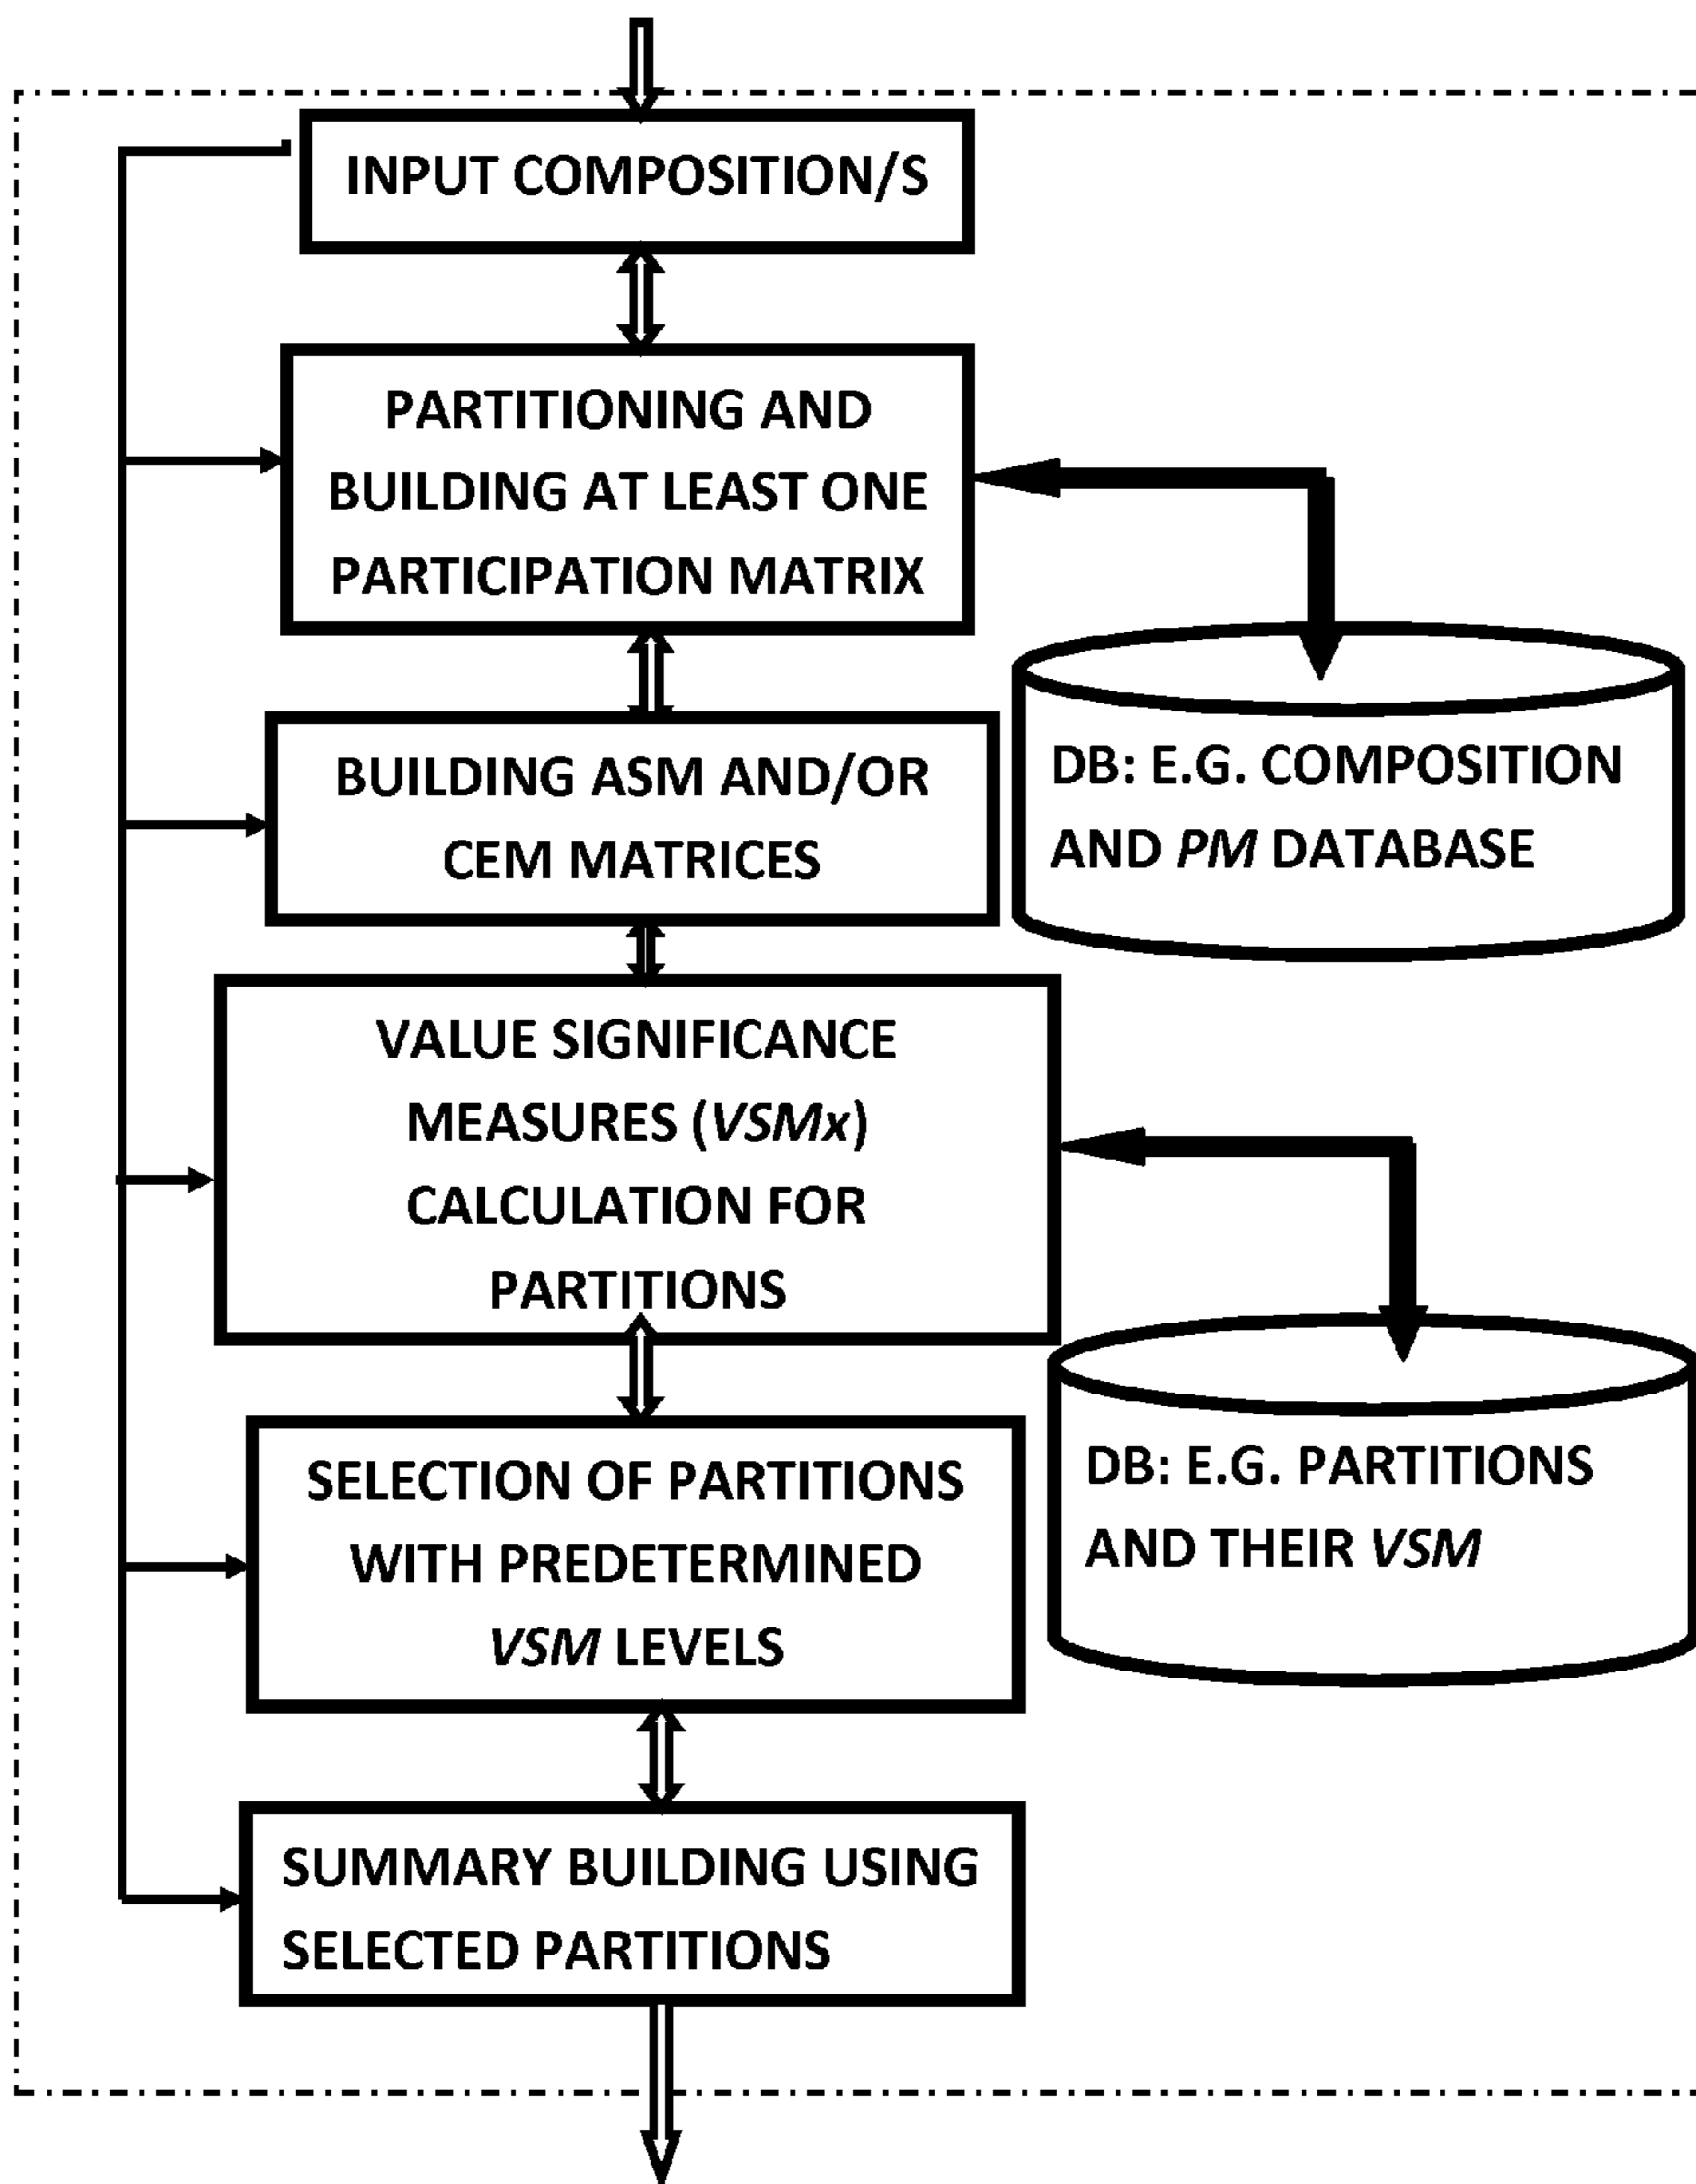 INPUT COMPOSITION/S
PARTITIONING AND
BUILDING AT LEAST ONE
PARTICIPATION MATRIX
BUILDING ASM AND/OR
CEM MATRICES
DB: E.G. COMPOSITION
AND PM DATABASE
VALUE SIGNIFICANCE
MEASURES (VSMx)
CALCULATION FOR
PARTITIONS
DB: E.G. PARTITIONS
AND THEIR VSM
SELECTION OF PARTITIONS
WITH PREDETERMINED
VSM LEVELS
SUMMARY BUILDING USING
SELECTED PARTITIONS